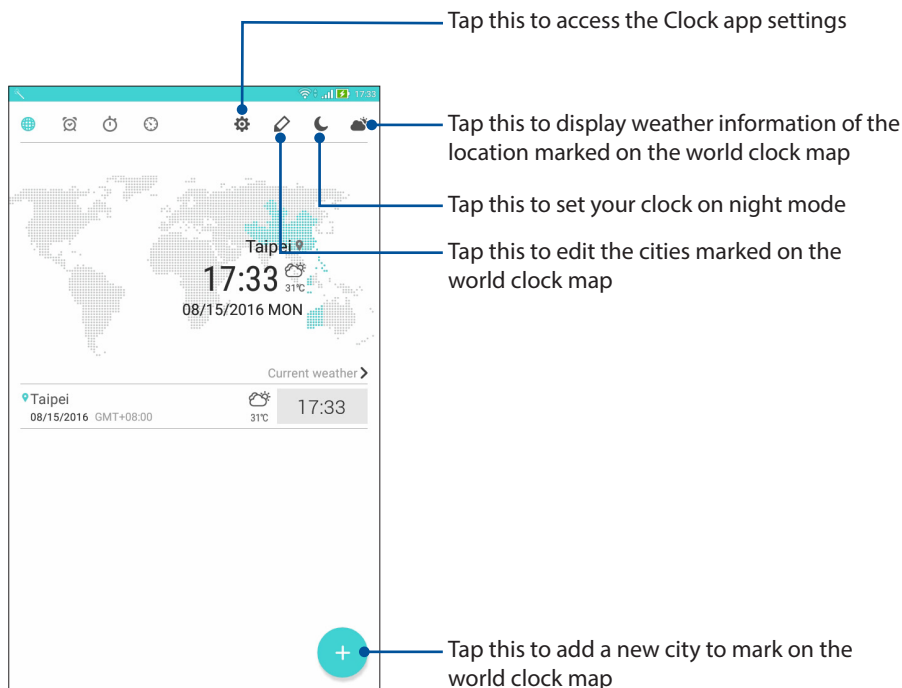 Tap this to access the Clock app settings
17:33
Tap this to display weather information of the
location marked on the world clock map
Tap this to set your clock on night mode
Tap this to edit the cities marked on the
world clock map
Taipei
17:33
31°C
08/15/2016 MON
Current weather
Taipei
08/15/2016 GMT+08:00
31°C
17:33
Tap this to add a new city to mark on the
world clock map